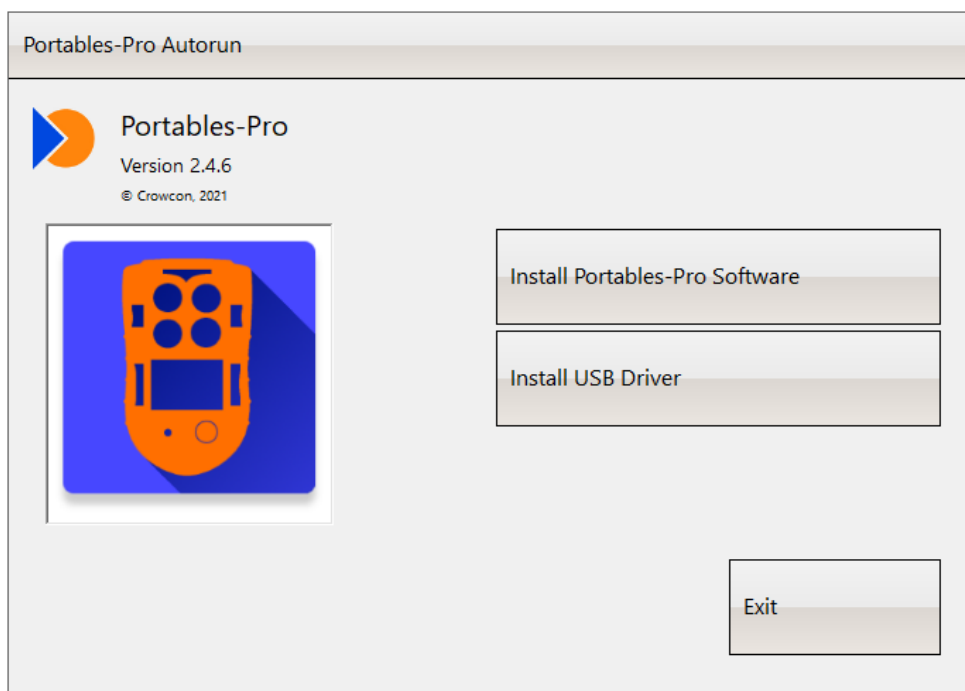 Portables-Pro Autorun
Portables-Pro
Version 2.4.6
© Crowcon, 2021
Install Portables-Pro Software
Install USB Driver
Exit